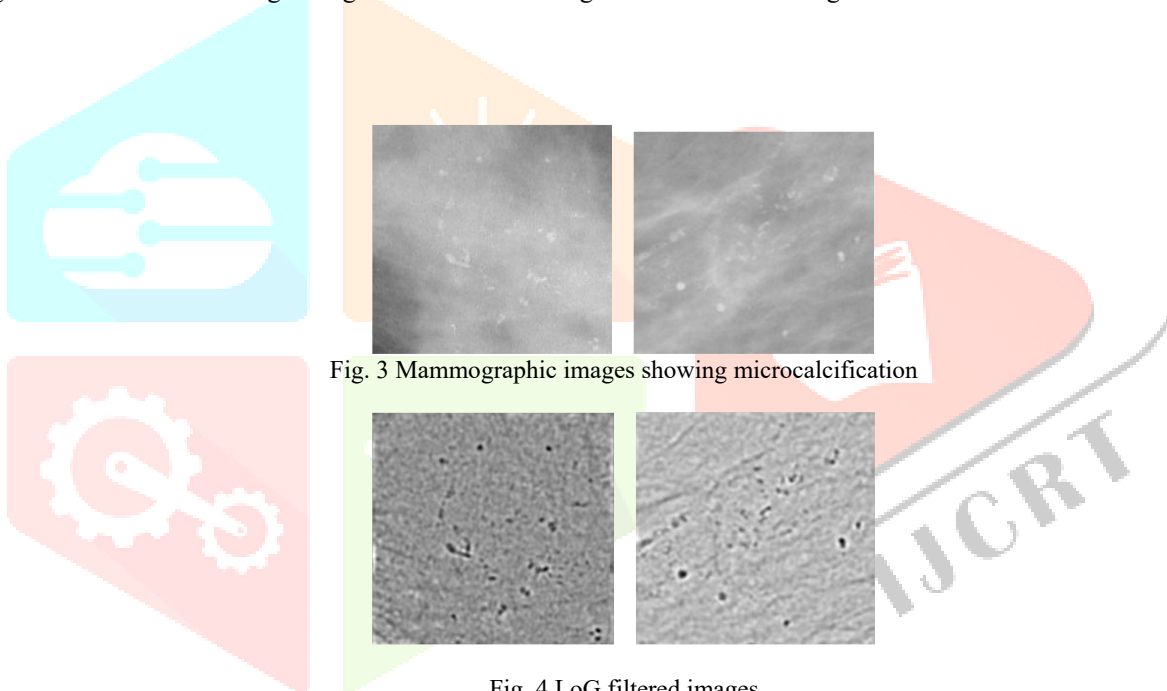 Fig. 3 Mammographic images showing microcalcification
IJCRT
Fig. 4 LoG filtered images